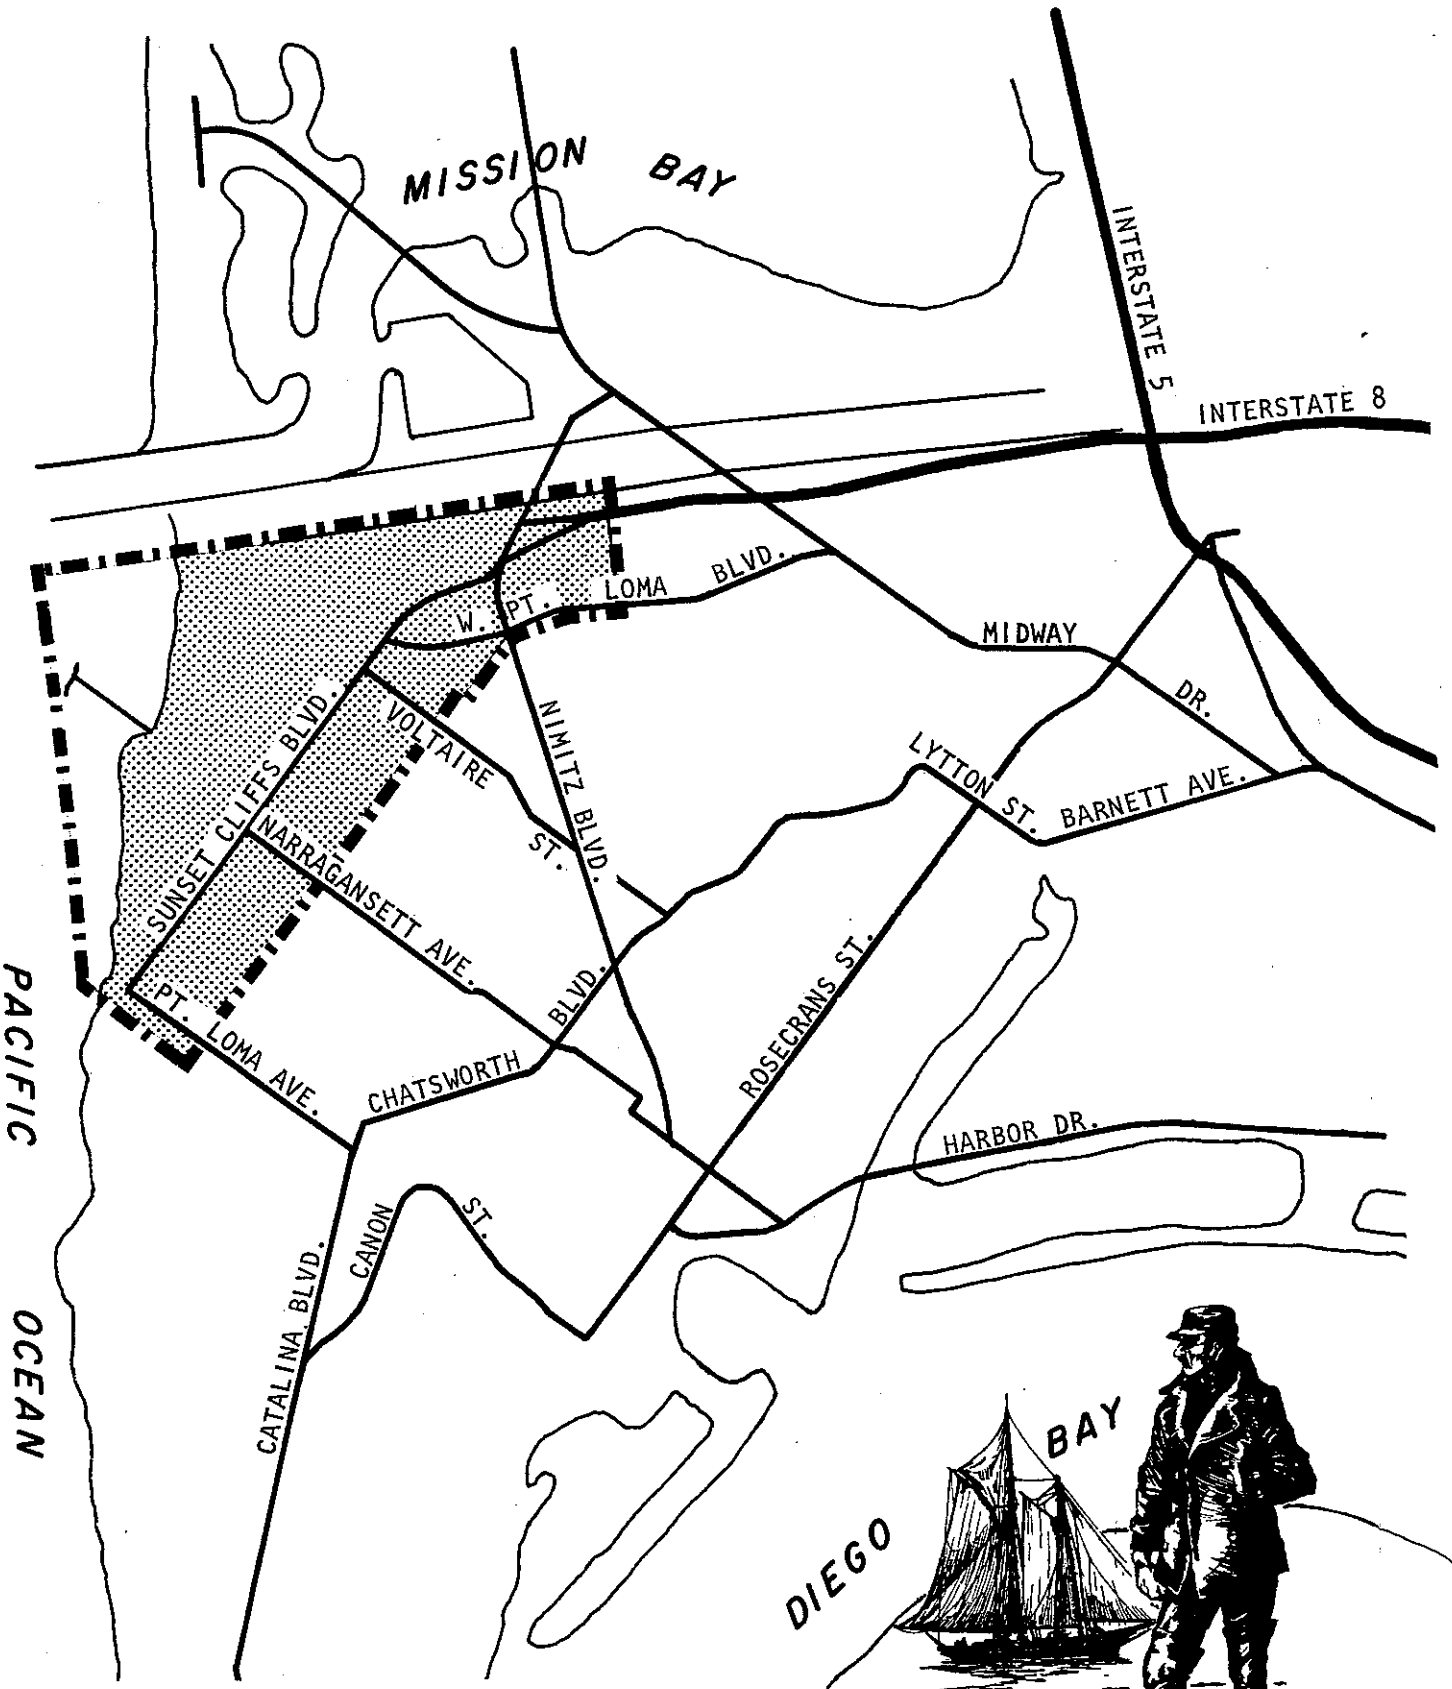 MISSION BAY
INTERSTATE 5
INTERSTATE 8
W. PT. LOMA BLVD.
MIDWAY DR.
SUNSET CLIFFS BLVD.
VOLTAIRE ST.
NIMITZ BLVD.
LYTTON ST.
BARNETT AVE.
NARRAGANSETT AVE.
ROSECRANS ST.
PT. LOMA AVE.
CHATSWORTH BLVD.
HARBOR DR.
CANON ST.
CATALINA BLVD.
PACIFIC OCEAN
DIEGO BAY